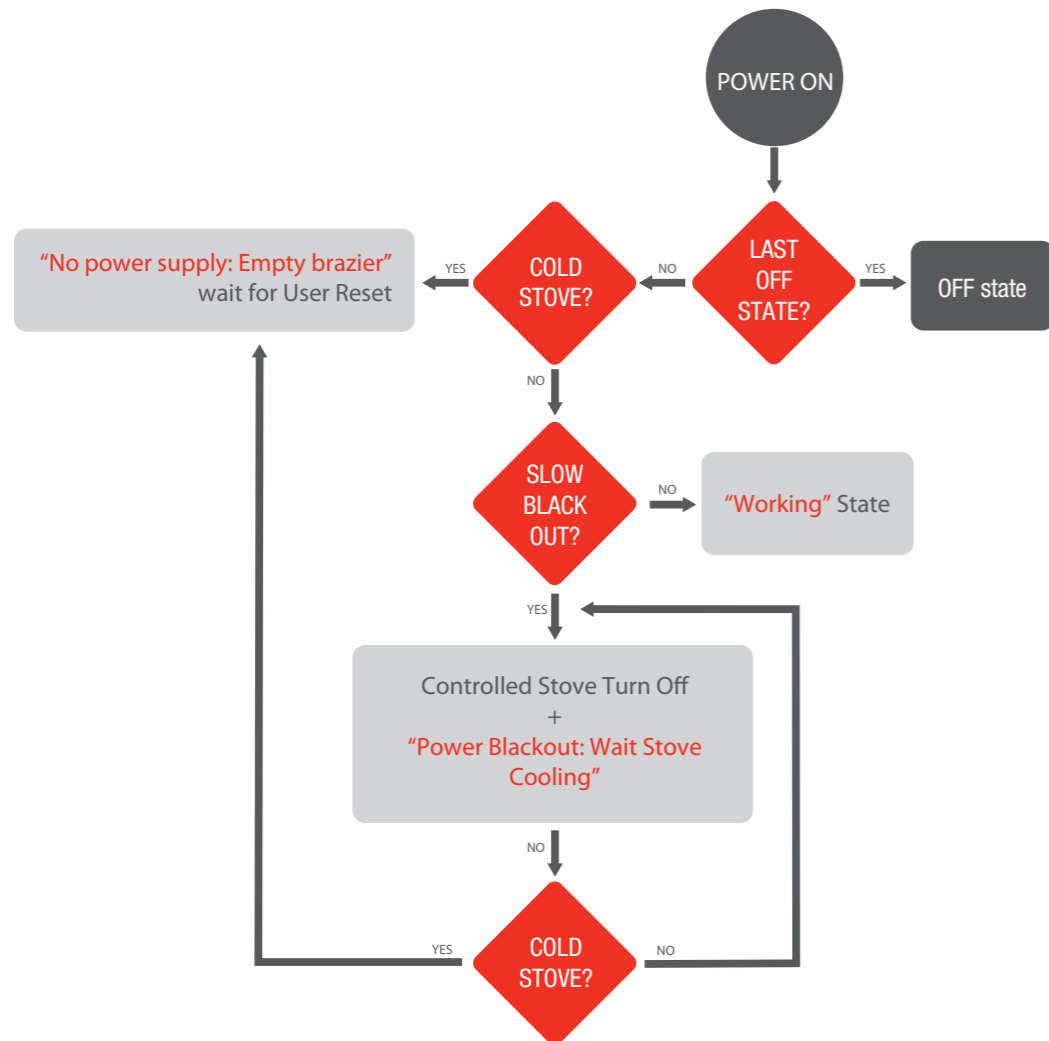 POWER ON
LAST
OFF
STATE?
YES
OFF state
NO
COLD
STOVE?
YES
“No power supply: Empty brazier”
wait for User Reset
NO
SLOW
BLACK
OUT?
NO
“Working” State
YES
Controlled Stove Turn Off
+
“Power Blackout: Wait Stove
Cooling”
NO
COLD
STOVE?
YES
NO